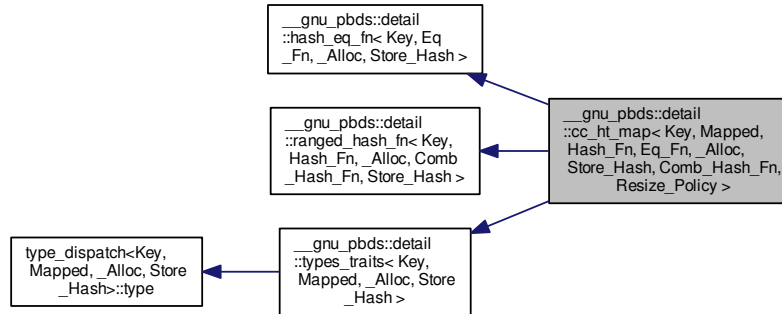 __gnu_pbds::detail
::hash_eq_fn< Key, Eq
_Fn, _Alloc, Store_Hash >
__gnu_pbds::detail
::ranged_hash_fn< Key,
Hash_Fn, _Alloc, Comb
_Hash_Fn, Store_Hash >
__gnu_pbds::detail
::cc_ht_map< Key, Mapped,
Hash_Fn, Eq_Fn, _Alloc,
Store_Hash, Comb_Hash_Fn,
Resize_Policy >
type_dispatch<Key,
Mapped, _Alloc, Store
_Hash>::type
__gnu_pbds::detail
::types_traits< Key,
Mapped, _Alloc, Store
_Hash >